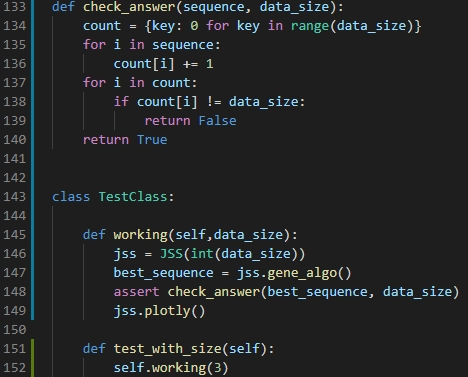 133 def check_answer(sequence, data_size):
134     count = {key: 0 for key in range(data_size)}
135     for i in sequence:
136         count[i] += 1
137     for i in count:
138         if count[i] != data_size:
139             return False
140     return True
141
142
143 class TestClass:
144
145     def working(self,data_size):
146         jss = JSS(int(data_size))
147         best_sequence = jss.gene_algo()
148         assert check_answer(best_sequence, data_size)
149         jss.plotly()
150
151     def test_with_size(self):
152         self.working(3)